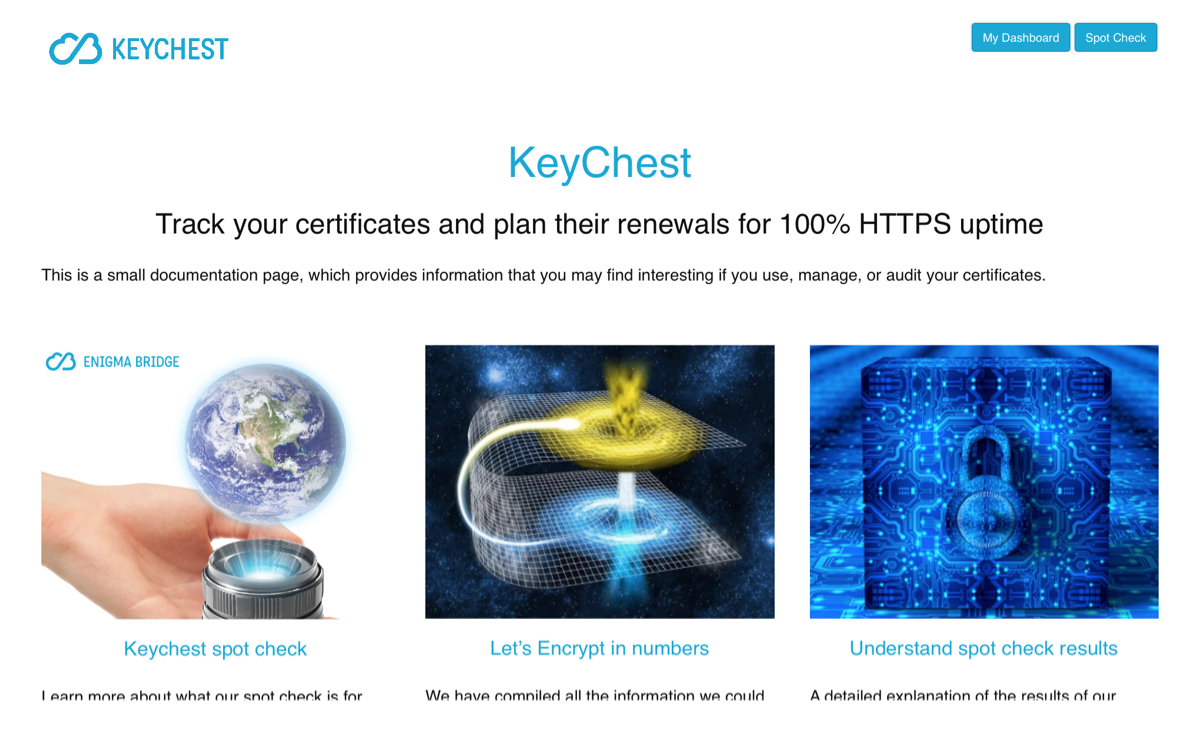 KEYCHEST
My Dashboard
Spot Check
KeyChest
Track your certificates and plan their renewals for 100% HTTPS uptime
This is a small documentation page, which provides information that you may find interesting if you use, manage, or audit your certificates.
ENIGMA BRIDGE
Keychest spot check
Let’s Encrypt in numbers
Understand spot check results
Learn more about what our spot check is for
We have compiled all the information we could
A detailed explanation of the results of our